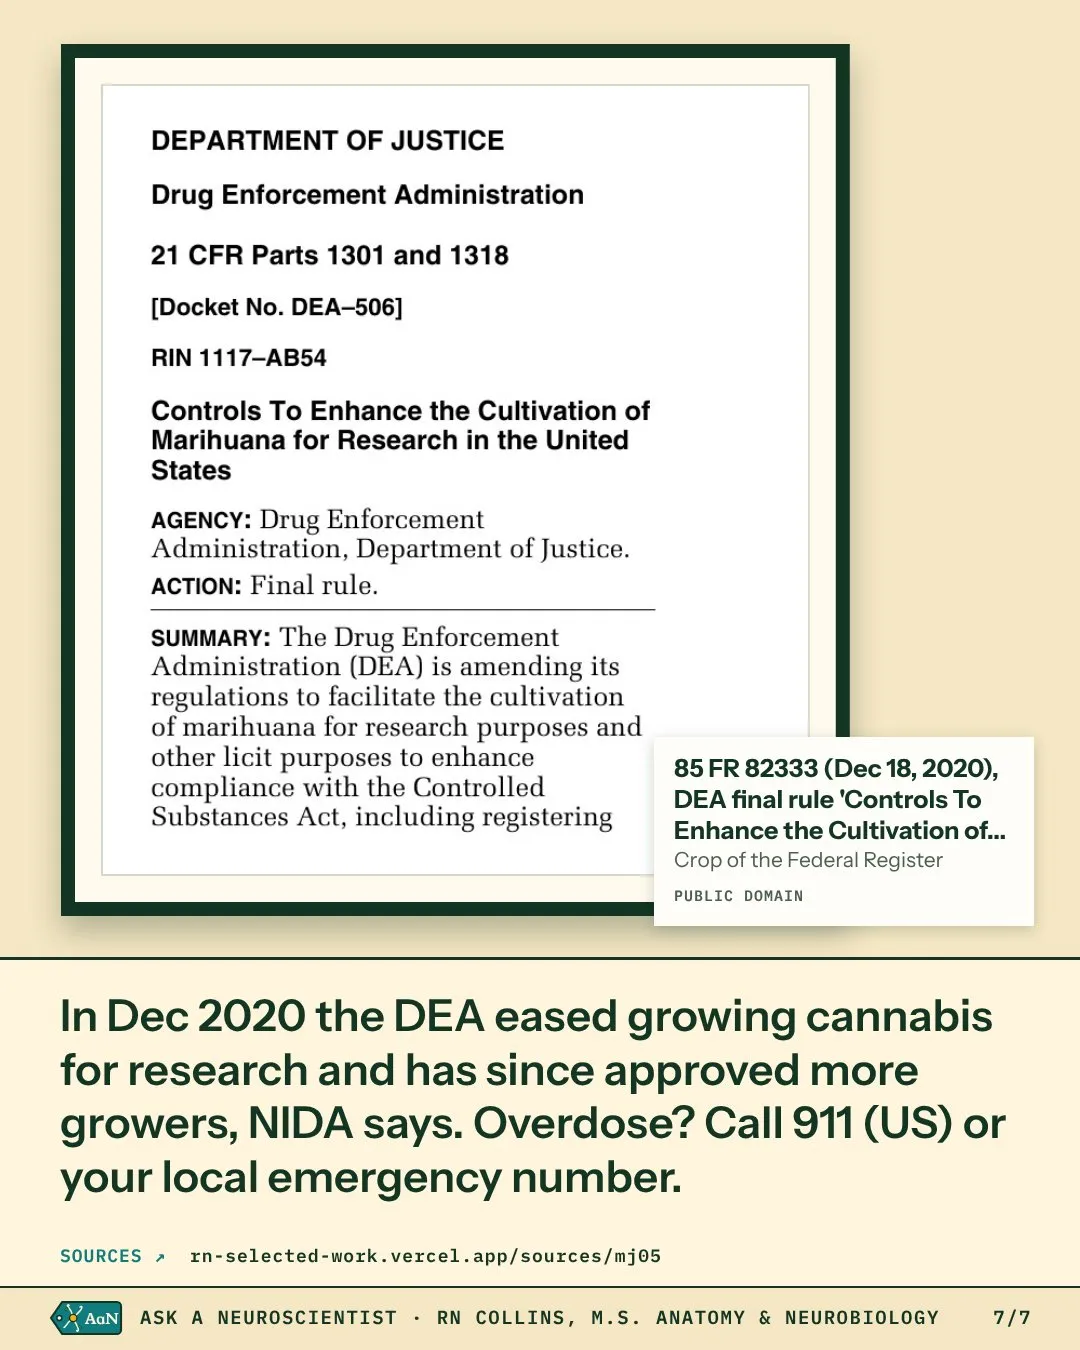 DEPARTMENT OF JUSTICE
Drug Enforcement Administration
21 CFR Parts 1301 and 1318
[Docket No. DEA–506]
RIN 1117–AB54
Controls To Enhance the Cultivation of
Marihuana for Research in the United
States
AGENCY: Drug Enforcement
Administration, Department of Justice.
ACTION: Final rule.
SUMMARY: The Drug Enforcement
Administration (DEA) is amending its
regulations to facilitate the cultivation
of marihuana for research purposes and
other licit purposes to enhance
compliance with the Controlled
Substances Act, including registering
85 FR 82333 (Dec 18, 2020),
DEA final rule 'Controls To
Enhance the Cultivation of...
Crop of the Federal Register
PUBLIC DOMAIN
In Dec 2020 the DEA eased growing cannabis
for research and has since approved more
growers, NIDA says. Overdose? Call 911 (US) or
your local emergency number.
SOURCES ↗ rn-selected-work.vercel.app/sources/mj05
AaN ASK A NEUROSCIENTIST · RN COLLINS, M.S. ANATOMY & NEUROBIOLOGY 7/7